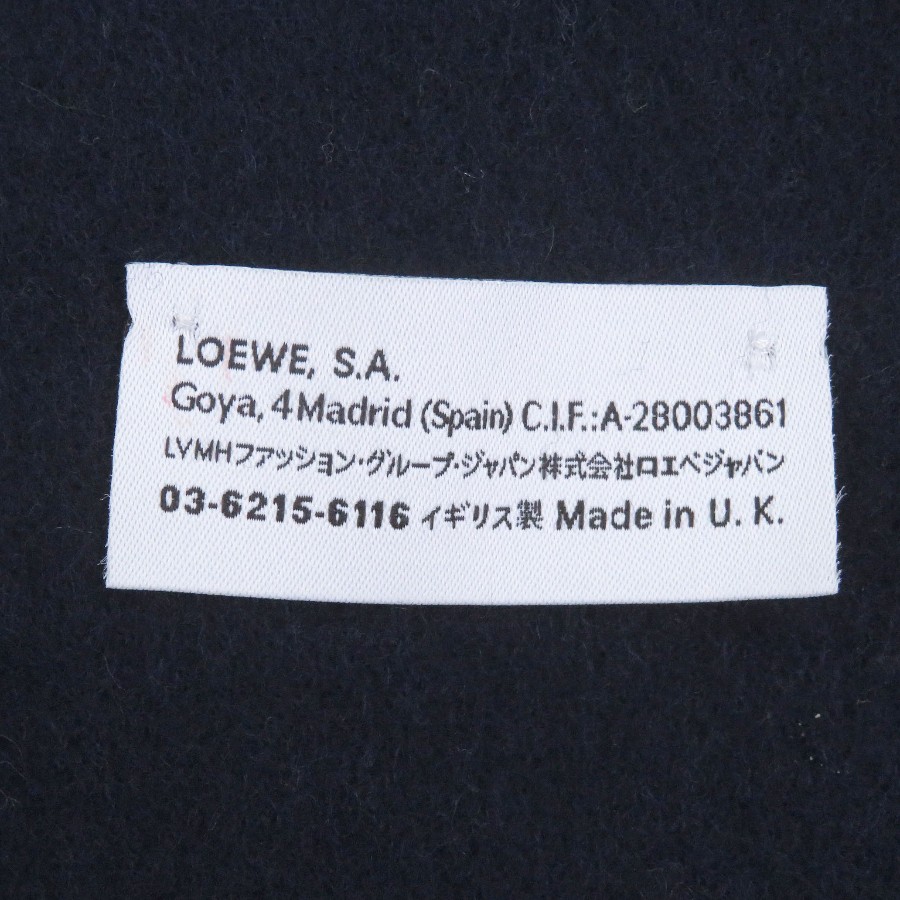 LOEWE, S.A.
Goya, 4 Madrid (Spain) C.I.F.:A-28003861
LVMHファッション・グループ・ジャパン株式会社ロエベジャパン
03-6215-6116 イギリス製 Made in U. K.